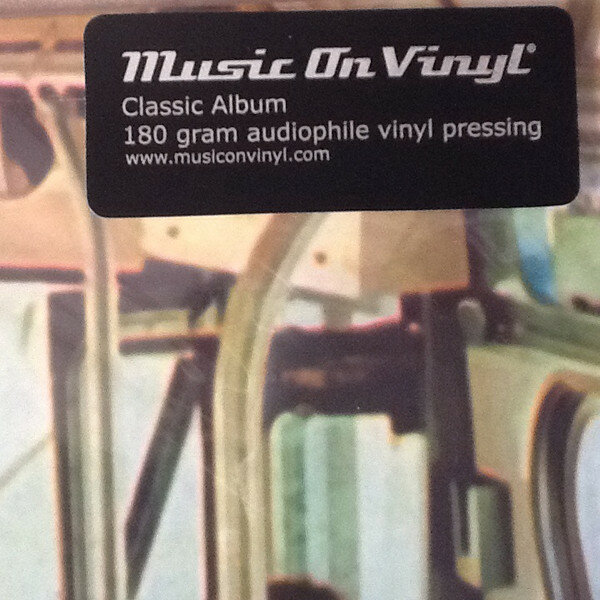 Music On Vinyl®
Classic Album
180 gram audiophile vinyl pressing
www.musiconvinyl.com